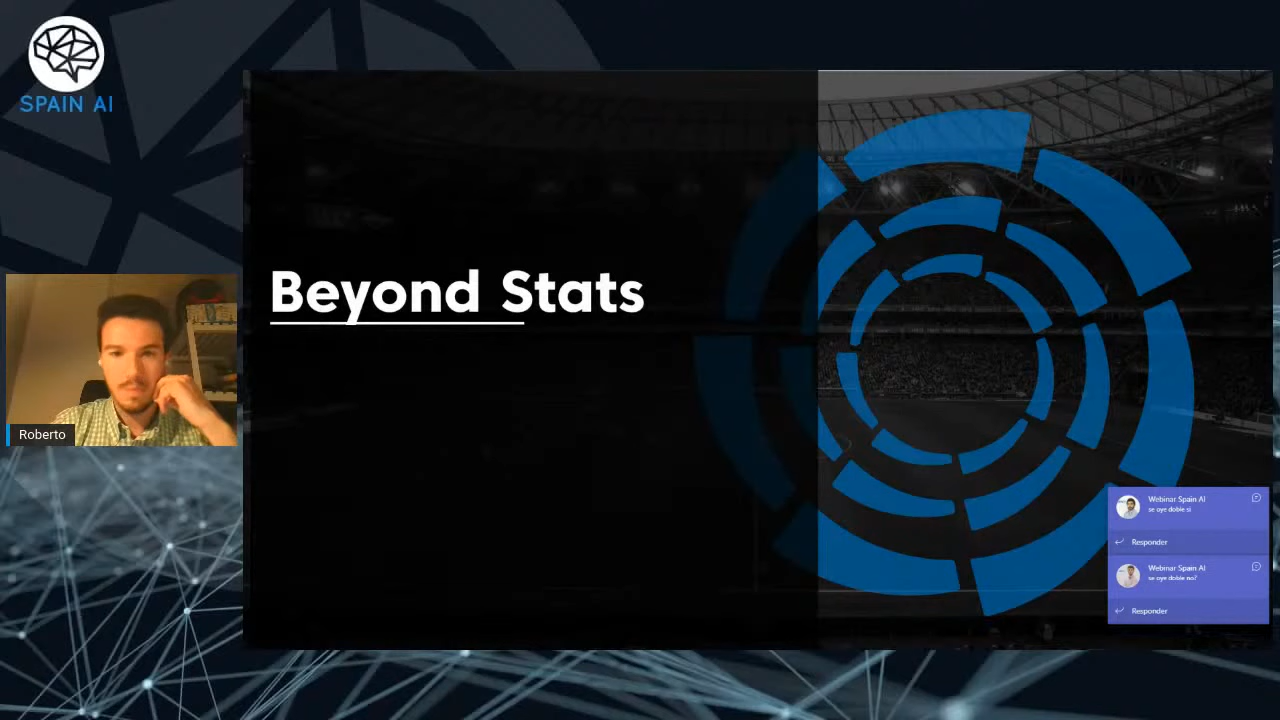 SPAIN AI
Beyond Stats
Roberto
Webinar Spain AI
se oye doble si
Responder
Webinar Spain AI
se oye doble no?
Responder